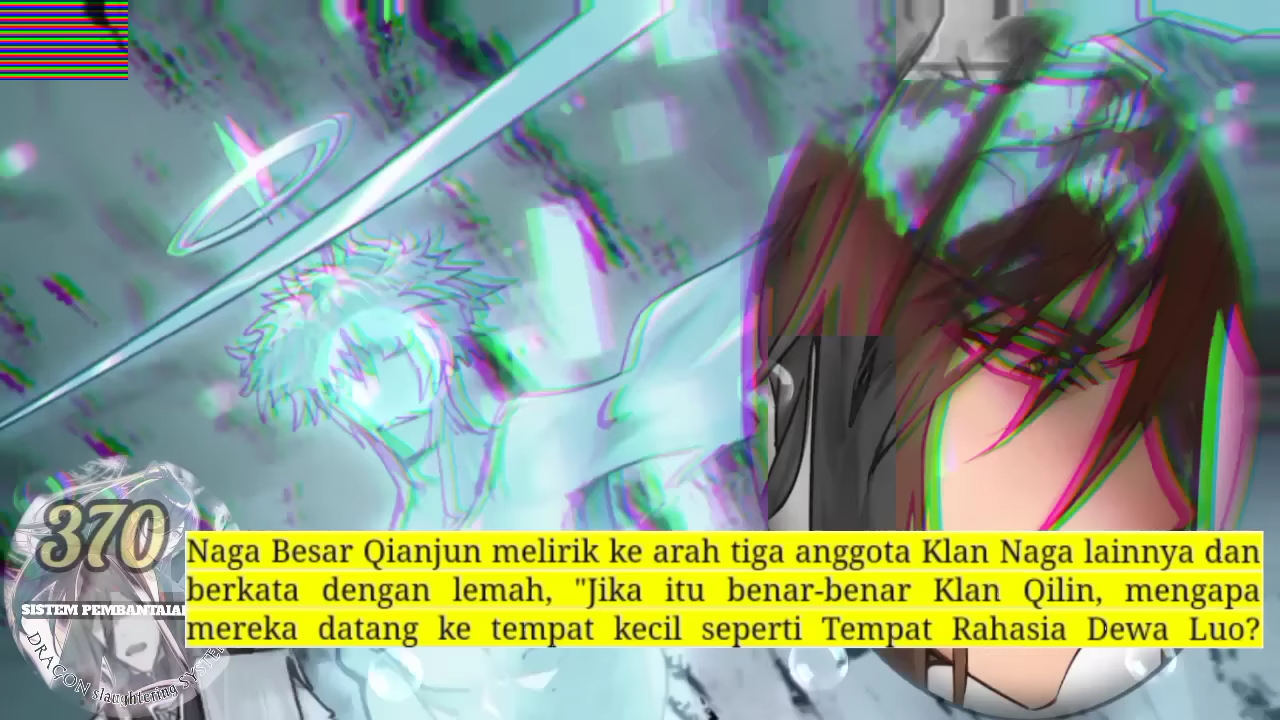 370
SISTEM PEMBANTAIAN
DRAGON slaughtering SYSTEM
Naga Besar Qianjun melirik ke arah tiga anggota Klan Naga lainnya dan
berkata dengan lemah, "Jika itu benar-benar Klan Qilin, mengapa
mereka datang ke tempat kecil seperti Tempat Rahasia Dewa Luo?